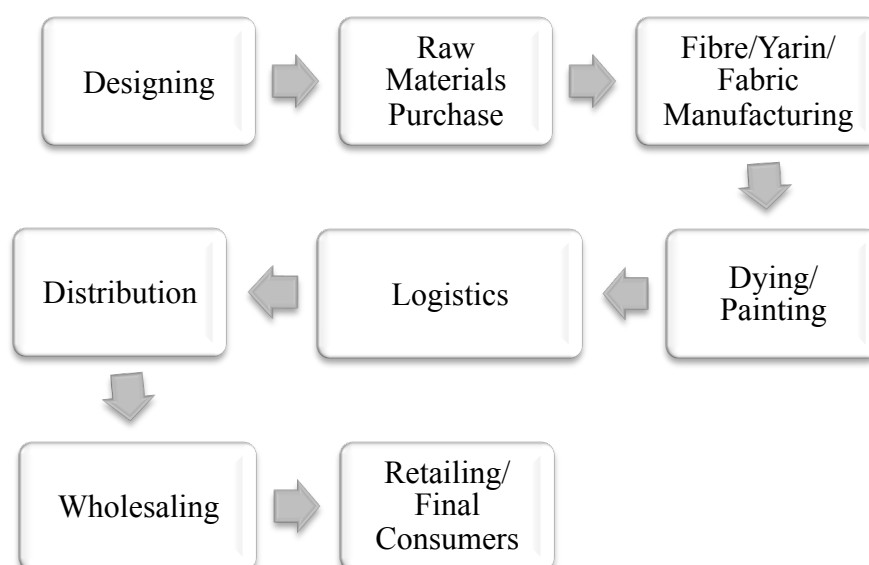 Designing
Raw
Materials
Purchase
Fibre/Yarin/
Fabric
Manufacturing
Dying/
Painting
Logistics
Distribution
Wholesaling
Retailing/
Final
Consumers